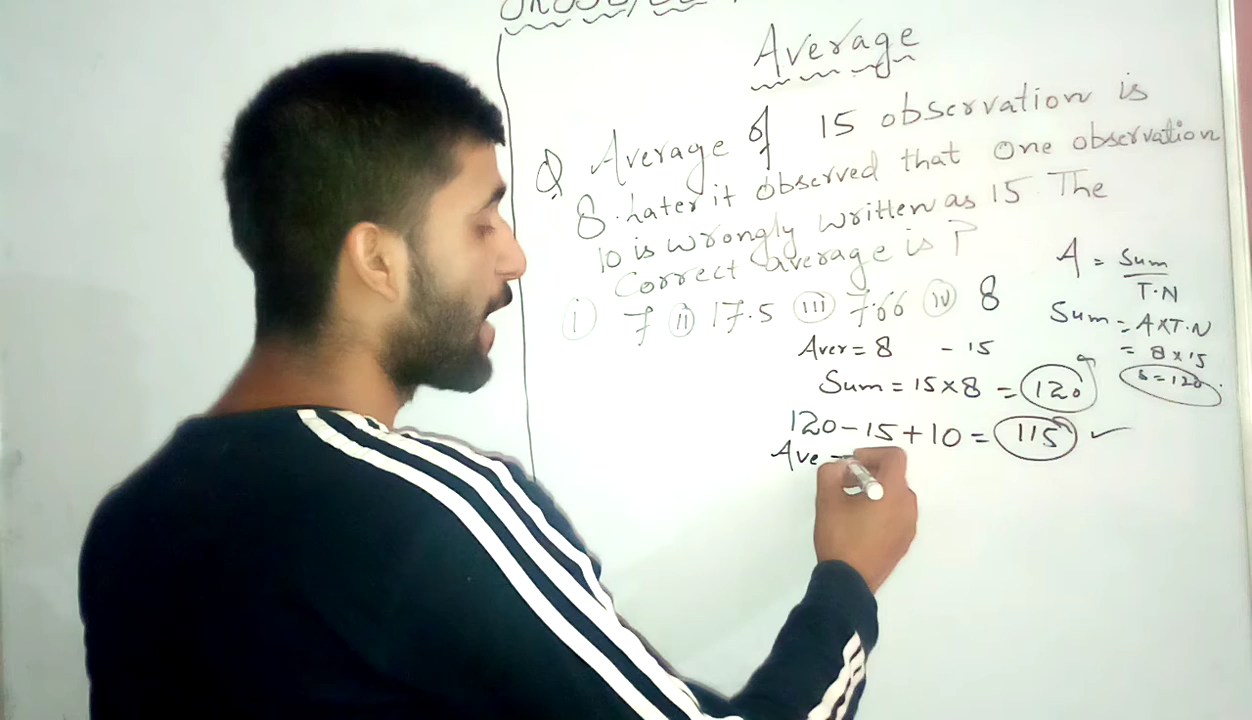 Average
Q. Average of 15 observation is
8. Later it observed that one observation
10 is wrongly written as 15 The
Correct average is ?
(i) 7 (ii) 17.5 (iii) 7.66 (iv) 8
A = Sum
T.N
Sum = A×T.N
= 8×15
S = 120
Aver = 8 - 15
Sum = 15×8 = 120
120-15+10 = 115 ✓
Ave =